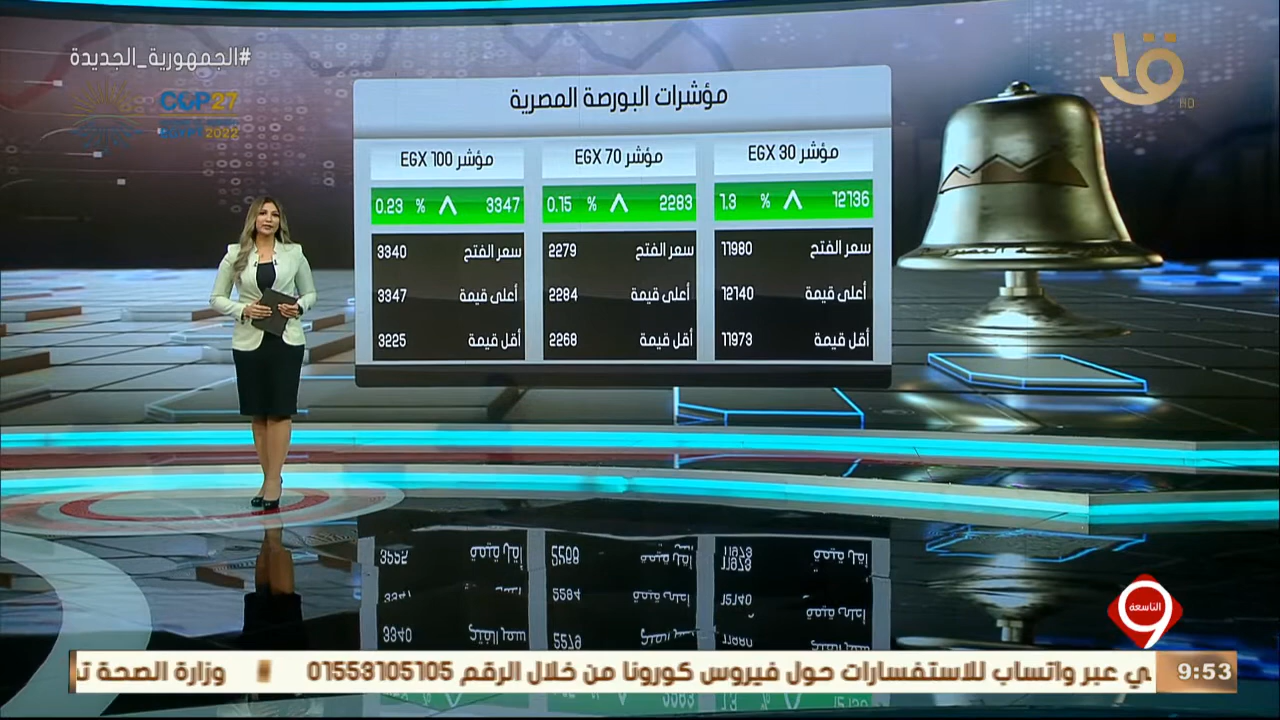 #الجمهورية_الجديدة
COP27
EGYPT 2022
HD
مؤشرات البورصة المصرية
مؤشر EGX 30
مؤشر EGX 70
مؤشر EGX 100
12136 % 1.3
2283 % 0.15
3347 % 0.23
سعر الفتح 11980
سعر الفتح 2279
سعر الفتح 3340
أعلى قيمة 12140
أعلى قيمة 2284
أعلى قيمة 3347
أقل قيمة 11973
أقل قيمة 2268
أقل قيمة 3225
التاسعة
9
9:53
ي عبر واتساب للاستفسارات حول فيروس كورونا من خلال الرقم 01558105105 وزارة الصحة